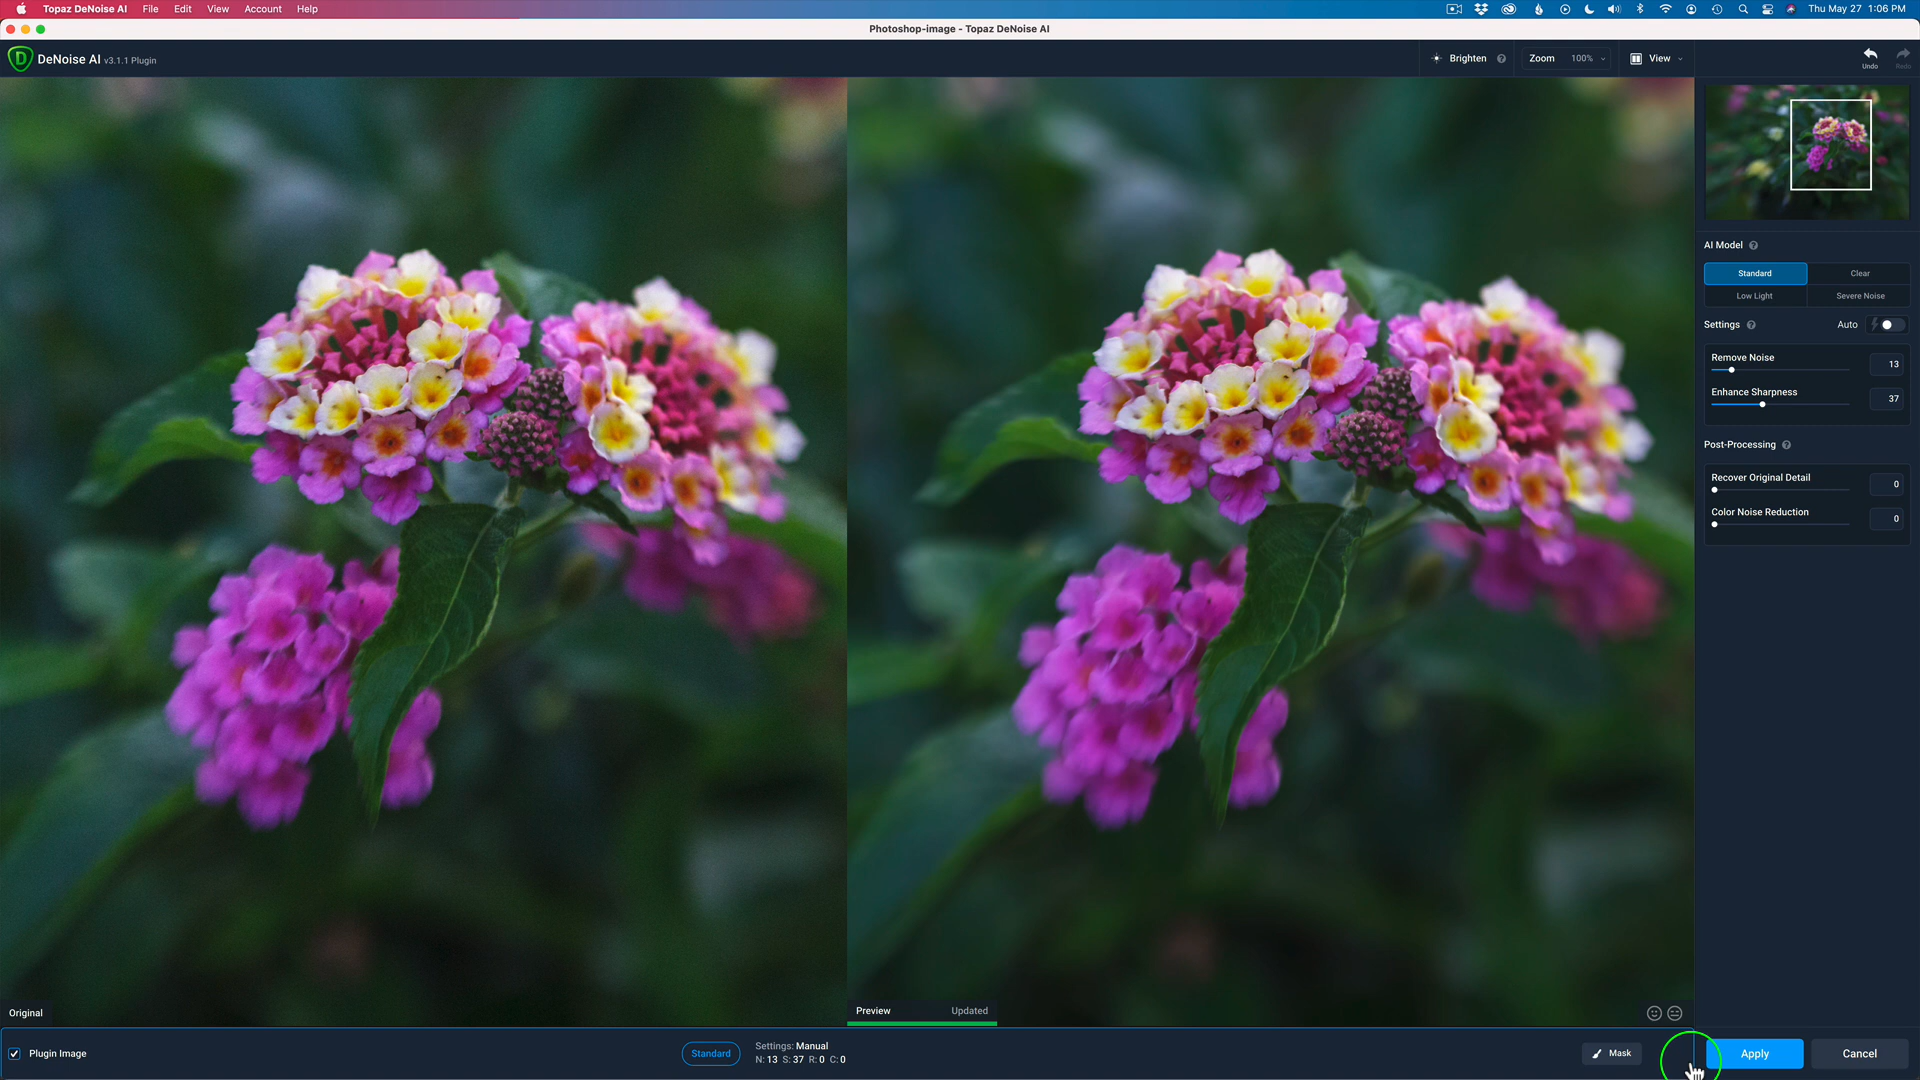 Topaz DeNoise AI File Edit View Account Help Thu May 27 1:06 PM
Photoshop-image - Topaz DeNoise AI
D DeNoise AI v3.1.1 Plugin Brighten ? Zoom 100% View Undo Redo
AI Model ?
Standard Clear
Low Light Severe Noise
Settings ? Auto
Remove Noise 13
Enhance Sharpness 37
Post-Processing ?
Recover Original Detail 0
Color Noise Reduction 0
Original Preview Updated
Plugin Image Standard Settings: Manual
N: 13 S: 37 R: 0 C: 0
Mask Apply Cancel